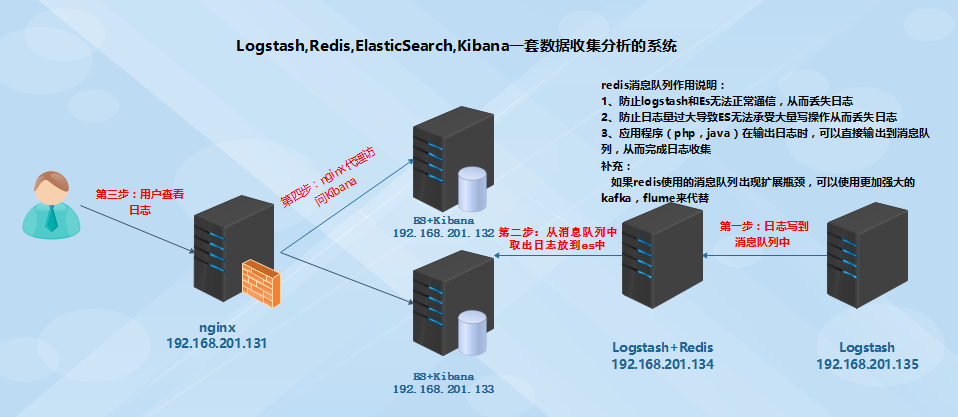 Logstash,Redis,ElasticSearch,Kibana一套数据收集分析的系统
redis消息队列作用说明：
1、防止logstash和Es无法正常通信，从而丢失日志
2、防止日志量过大导致ES无法承受大量写操作从而丢失日志
3、应用程序（php，java）在输出日志时，可以直接输出到消息队
列，从而完成日志收集
补充：
如果redis使用的消息队列出现扩展瓶颈，可以使用更加强大的
kafka，flume来代替
第三步：用户查看
日志
第四步：nginx代理访
问Kibana
ES+Kibana
192.168.201.132
第二步：从消息队列中
取出日志放到es中
第一步：日志写到
消息队列中
nginx
192.168.201.131
ES+Kibana
192.168.201.133
Logstash+Redis
192.168.201.134
Logstash
192.168.201.135